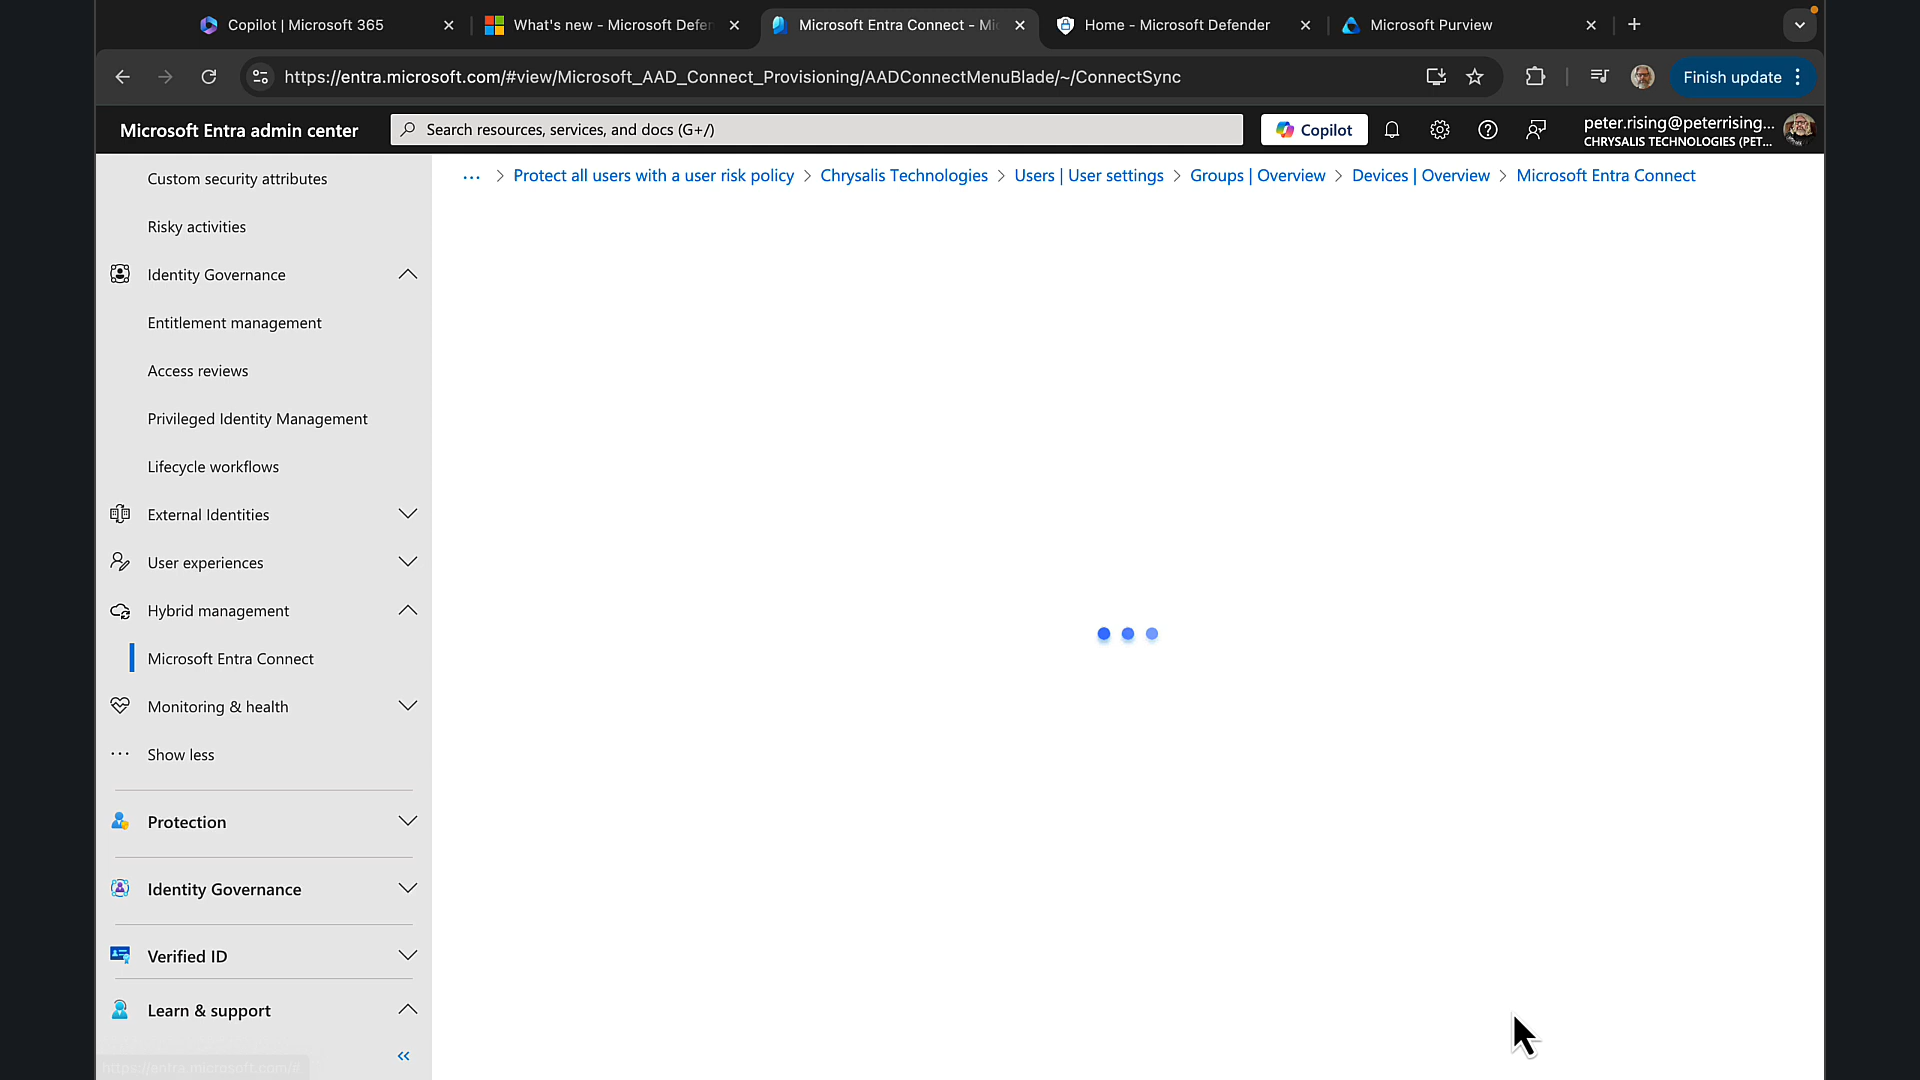 Copilot | Microsoft 365
What's new - Microsoft Defen
Microsoft Entra Connect - Mi
Home - Microsoft Defender
Microsoft Purview
https://entra.microsoft.com/#view/Microsoft_AAD_Connect_Provisioning/AADConnectMenuBlade/~/ConnectSync
Finish update
Microsoft Entra admin center
Search resources, services, and docs (G+/)
Copilot
peter.rising@peterrising...
CHRYSALIS TECHNOLOGIES (PET...
... > Protect all users with a user risk policy > Chrysalis Technologies > Users | User settings > Groups | Overview > Devices | Overview > Microsoft Entra Connect
Custom security attributes
Risky activities
Identity Governance
Entitlement management
Access reviews
Privileged Identity Management
Lifecycle workflows
External Identities
User experiences
Hybrid management
Microsoft Entra Connect
Monitoring & health
Show less
Protection
Identity Governance
Verified ID
Learn & support
https://entra.microsoft.com/#